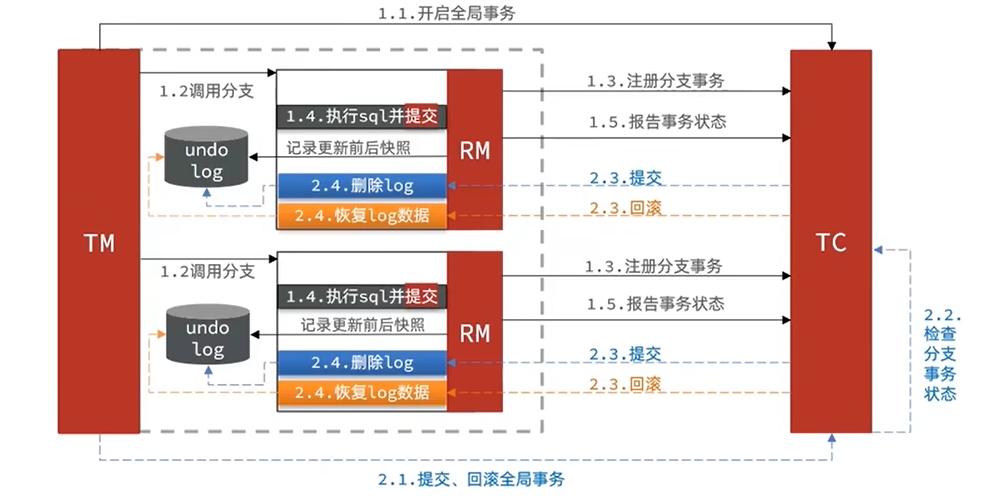 1.1.开启全局事务
TM
1.2调用分支
undo
log
1.4.执行sql并提交
记录更新前后快照
2.4.删除log
2.4.恢复log数据
RM
1.3.注册分支事务
1.5.报告事务状态
2.3.提交
2.3.回滚
1.2调用分支
undo
log
1.4.执行sql并提交
记录更新前后快照
2.4.删除log
2.4.恢复log数据
RM
1.3.注册分支事务
1.5.报告事务状态
2.3.提交
2.3.回滚
TC
2.2.
检查
分支
事务
状态
2.1.提交、回滚全局事务